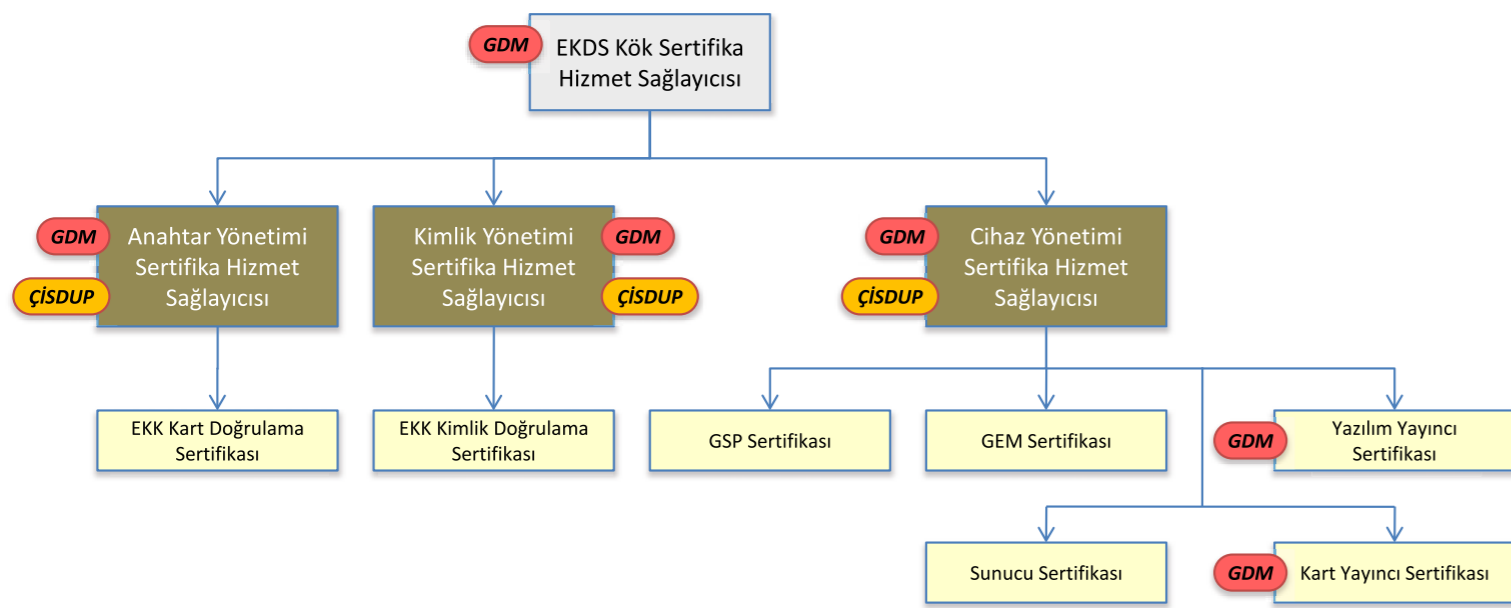 GDM
EKDS Kök Sertifika
Hizmet Sağlayıcısı
GDM
ÇİSDUP
Anahtar Yönetimi
Sertifika Hizmet
Sağlayıcısı
Kimlik Yönetimi
Sertifika Hizmet
Sağlayıcısı
GDM
ÇİSDUP
GDM
ÇİSDUP
Cihaz Yönetimi
Sertifika Hizmet
Sağlayıcısı
EKK Kart Doğrulama
Sertifikası
EKK Kimlik Doğrulama
Sertifikası
GSP Sertifikası
GEM Sertifikası
GDM
Yazılım Yayıncı
Sertifikası
Sunucu Sertifikası
GDM
Kart Yayıncı Sertifikası